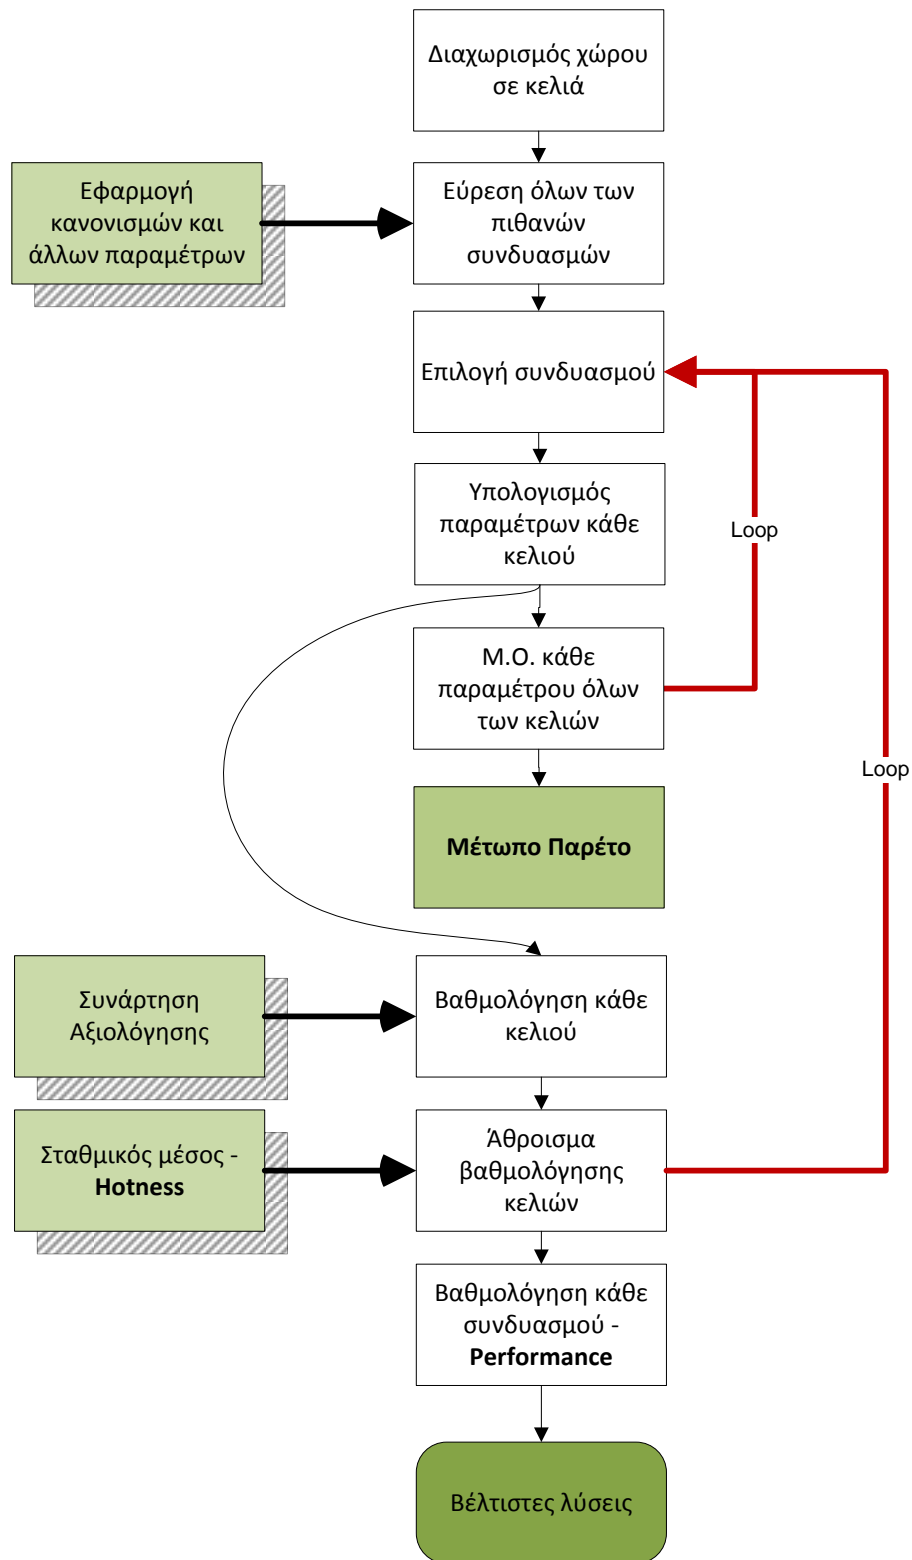 Διαχωρισμός χώρου
σε κελιά
Εφαρμογή
κανονισμών και
άλλων παραμέτρων
Εύρεση όλων των
πιθανών
συνδυασμών
Επιλογή συνδυασμού
Υπολογισμός
παραμέτρων κάθε
κελιού
Loop
Μ.Ο. κάθε
παραμέτρου όλων
των κελιών
Loop
Μέτωπο Παρέτο
Συνάρτηση
Αξιολόγησης
Βαθμολόγηση κάθε
κελιού
Σταθμικός μέσος -
Hotness
Άθροισμα
βαθμολόγησης
κελιών
Βαθμολόγηση κάθε
συνδυασμού -
Performance
Βέλτιστες λύσεις